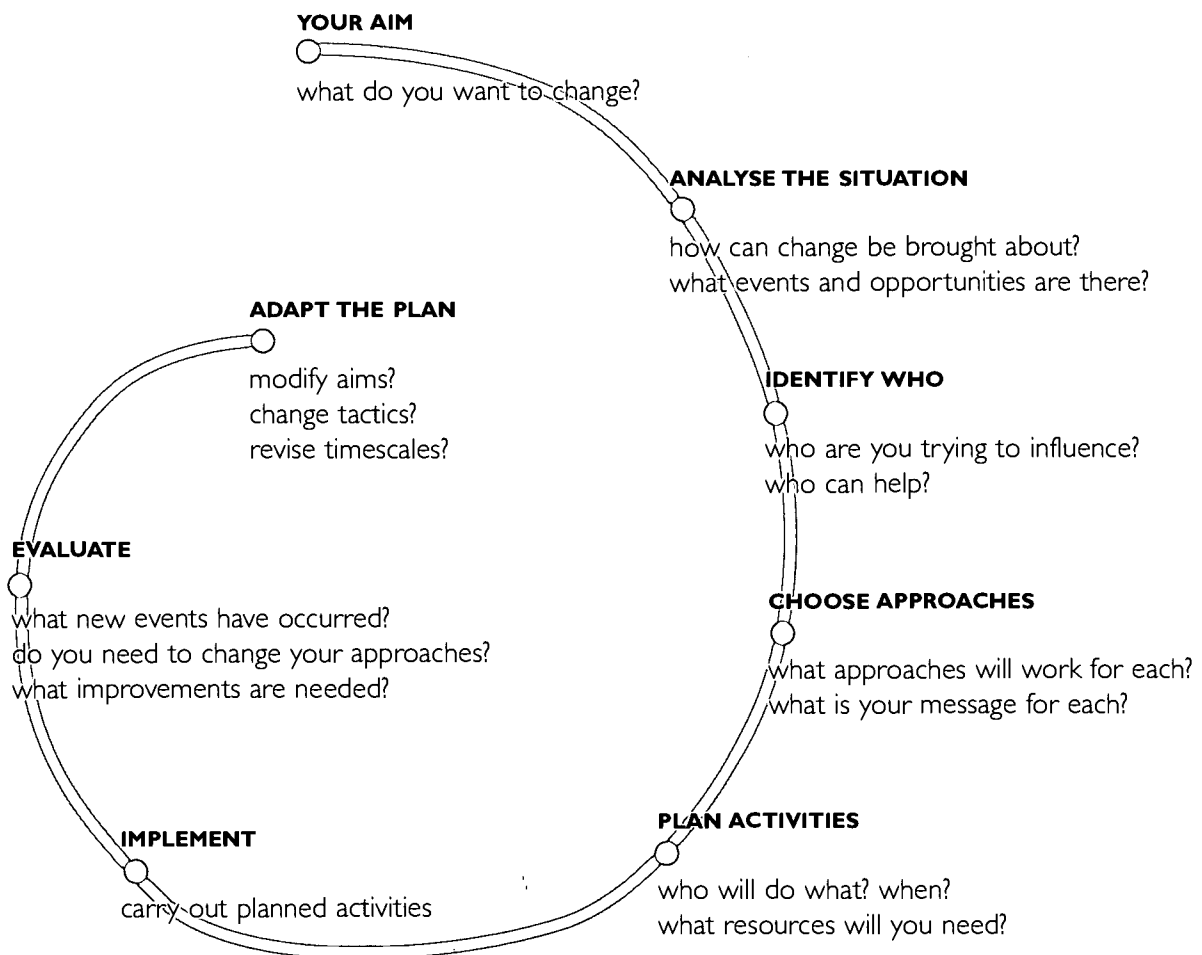 YOUR AIM
what do you want to change?
ANALYSE THE SITUATION
how can change be brought about?
what events and opportunities are there?
IDENTIFY WHO
who are you trying to influence?
who can help?
CHOOSE APPROACHES
what approaches will work for each?
what is your message for each?
PLAN ACTIVITIES
who will do what? when?
what resources will you need?
IMPLEMENT
carry out planned activities
EVALUATE
what new events have occurred?
do you need to change your approaches?
what improvements are needed?
ADAPT THE PLAN
modify aims?
change tactics?
revise timescales?